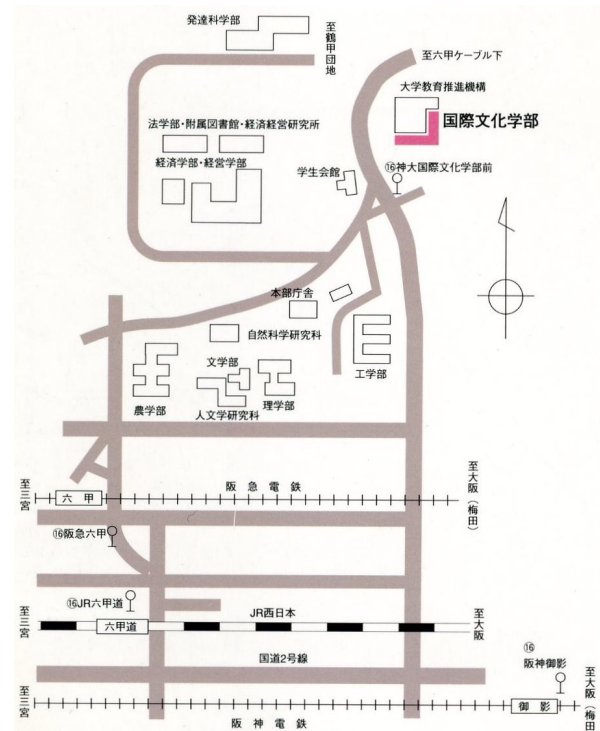 発達科学部
至鶴甲団地
至六甲ケーブル下
大学教育推進機構
国際文化学部
法学部・附属図書館・経済経営研究所
経済学部・経営学部
学生会館
⑯神大国際文化学部前
本部庁舎
自然科学研究科
文学部
工学部
農学部
人文学研究科
理学部
至三宮
六甲
阪急電鉄
至大阪(梅田)
⑯阪急六甲
⑯JR六甲道
至三宮
六甲道
JR西日本
至大阪
国道2号線
⑯
阪神御影
至三宮
阪神電鉄
御影
至大阪(梅田)